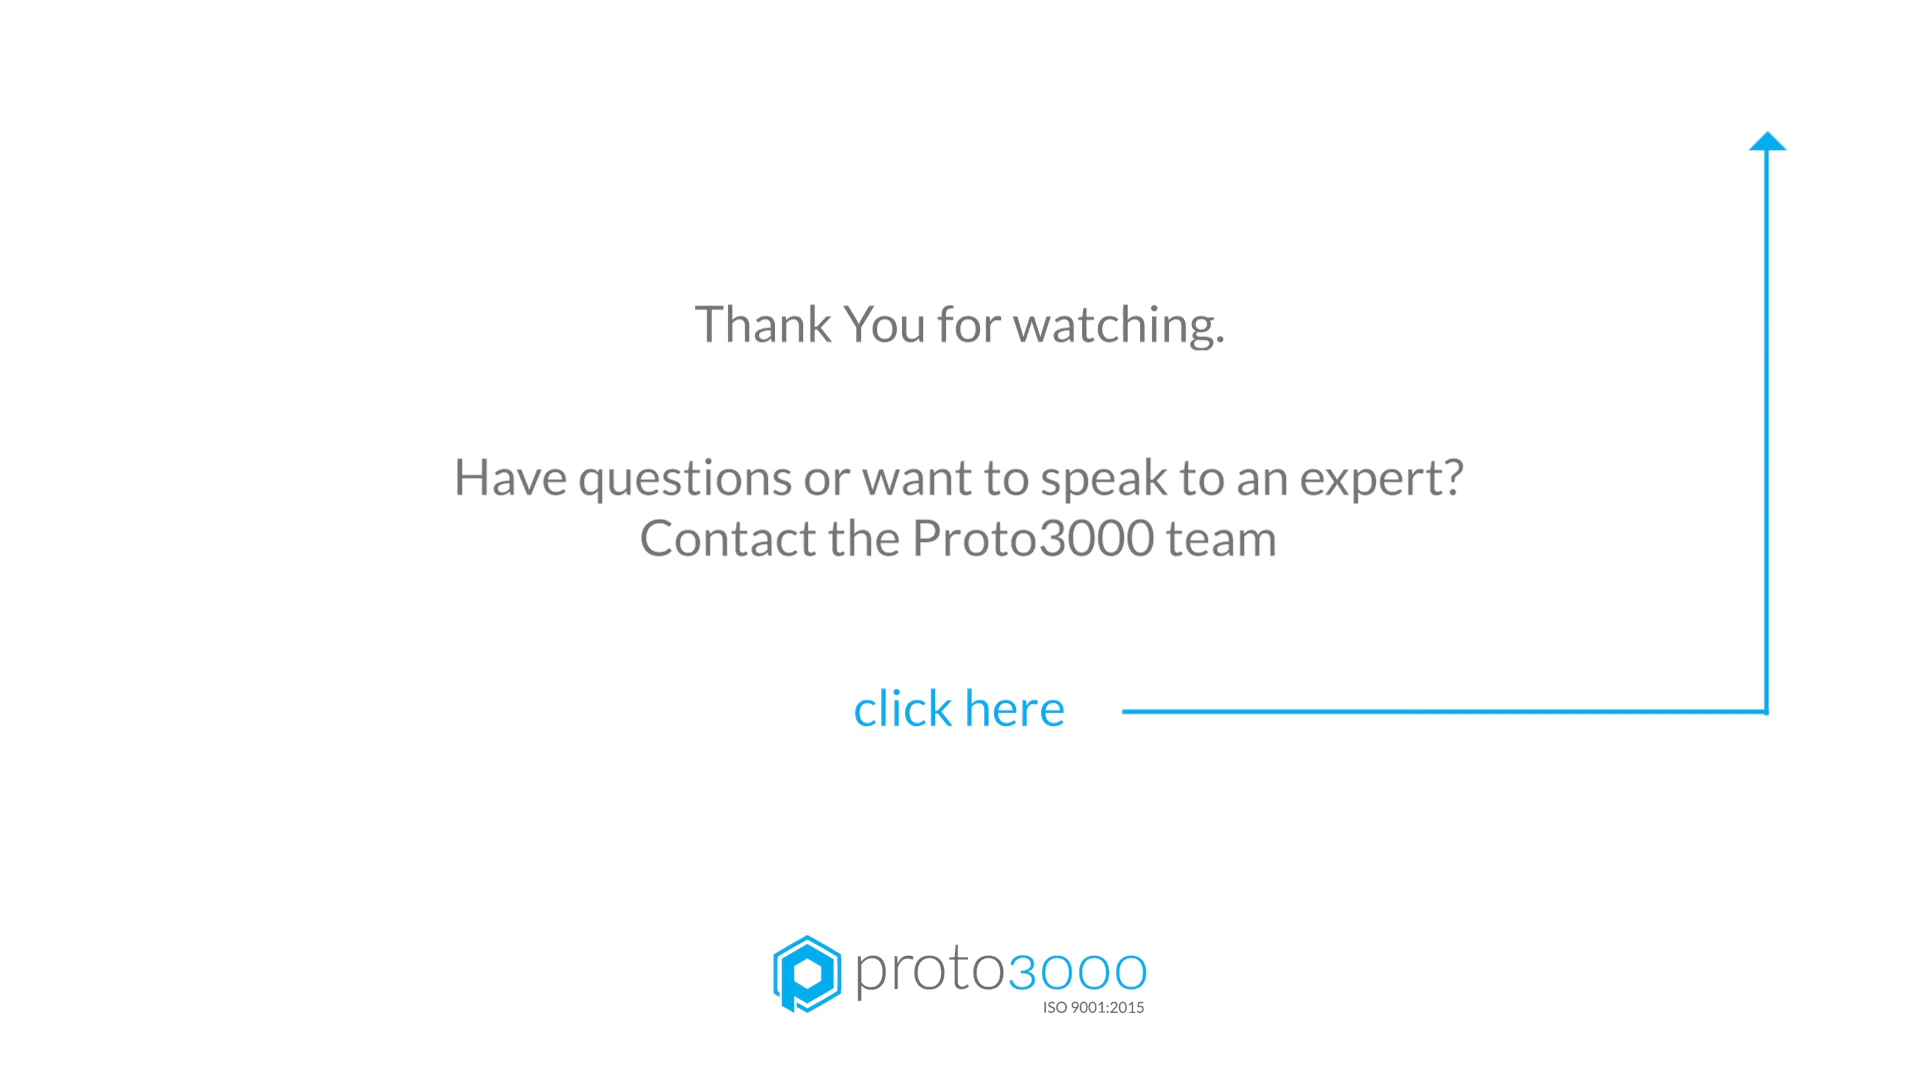 Thank You for watching.
Have questions or want to speak to an expert?
Contact the Proto3000 team
click here
proto3000
ISO 9001:2015